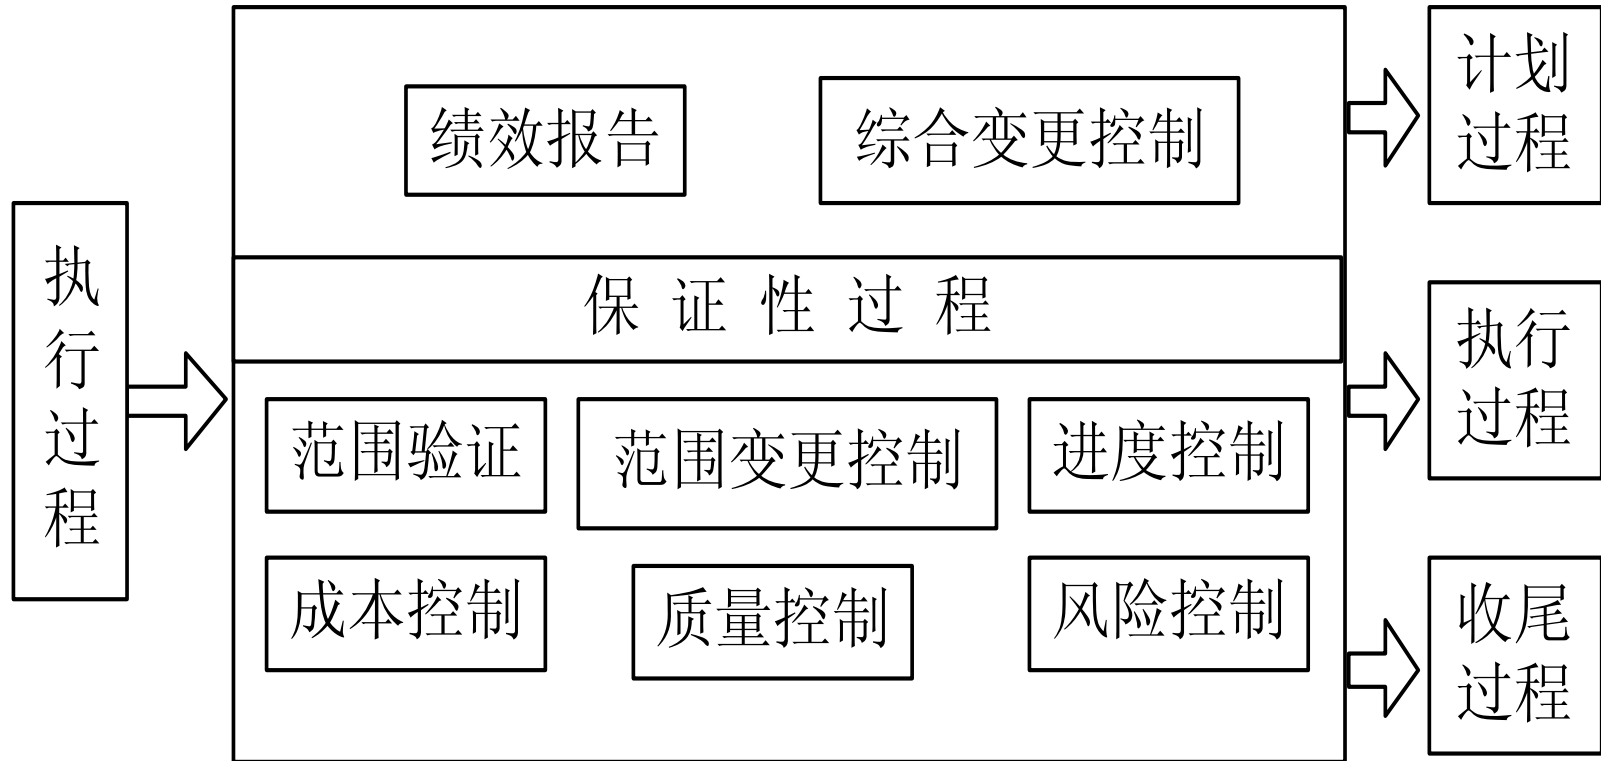 执
行
过
程
绩效报告
综合变更控制
保证性过程
范围验证
范围变更控制
进度控制
成本控制
质量控制
风险控制
计划
过程
执行
过程
收尾
过程